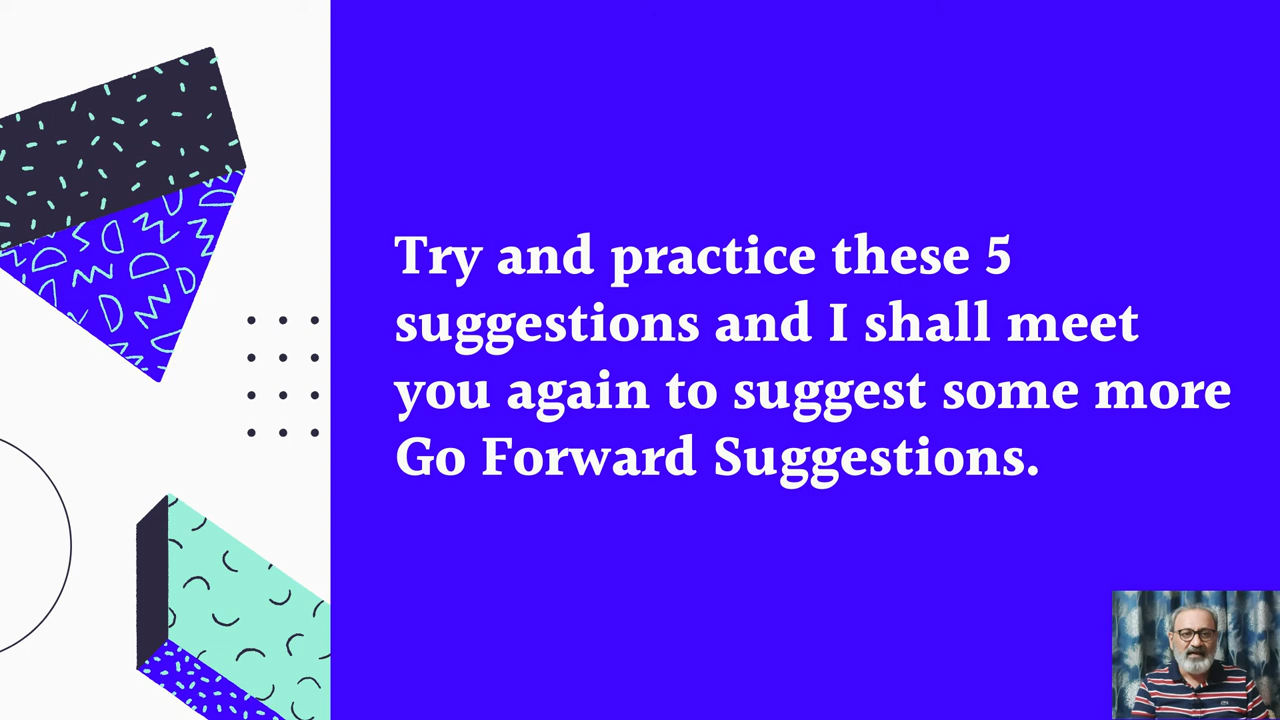 Try and practice these 5
suggestions and I shall meet
you again to suggest some more
Go Forward Suggestions.